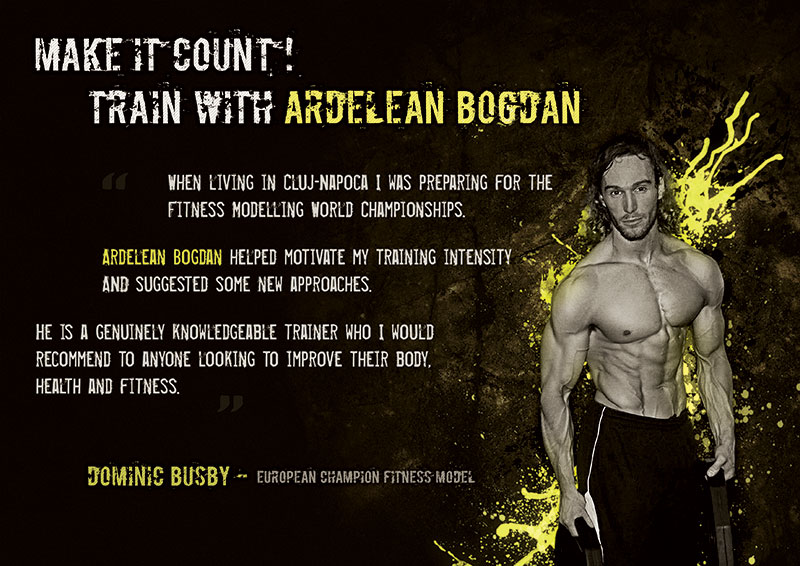 MAKE IT COUNT!
TRAIN WITH ARDELEAN BOGDAN
“ WHEN LIVING IN CLUJ-NAPOCA I WAS PREPARING FOR THE
FITNESS MODELLING WORLD CHAMPIONSHIPS.
ARDELEAN BOGDAN HELPED MOTIVATE MY TRAINING INTENSITY
AND SUGGESTED SOME NEW APPROACHES.
HE IS A GENUINELY KNOWLEDGEABLE TRAINER WHO I WOULD
RECOMMEND TO ANYONE LOOKING TO IMPROVE THEIR BODY,
HEALTH AND FITNESS.
”
DOMINIC BUSBY - EUROPEAN CHAMPION FITNESS MODEL